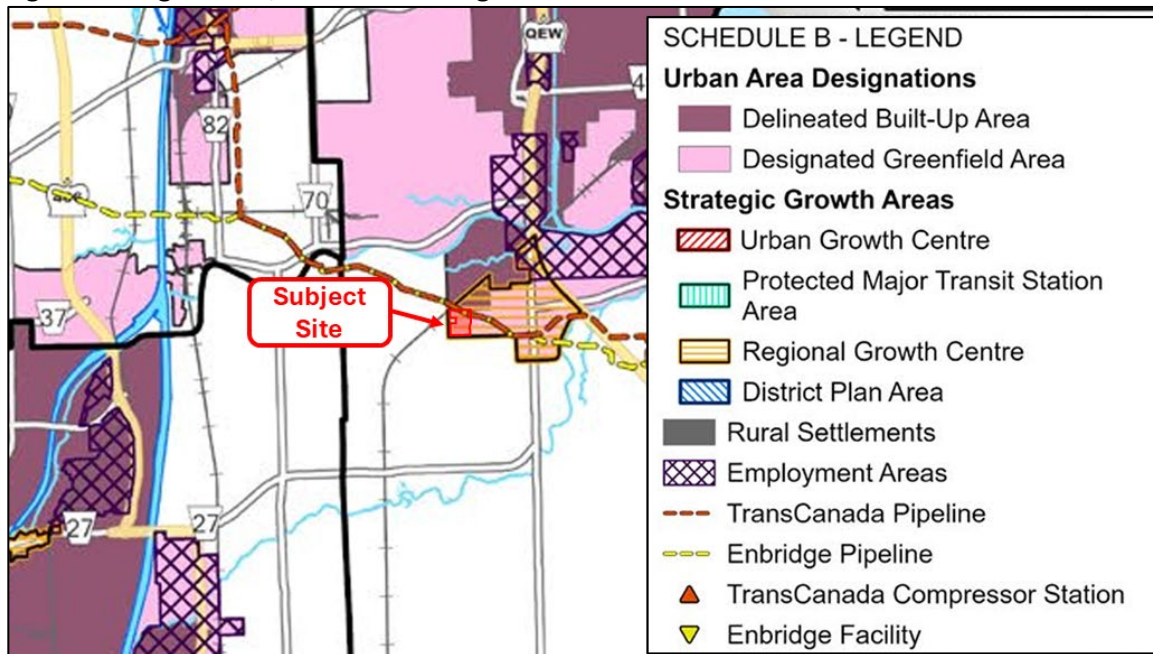 QEW
82
70
37
27
27
Subject
Site
SCHEDULE B - LEGEND
Urban Area Designations
Delineated Built-Up Area
Designated Greenfield Area
Strategic Growth Areas
Urban Growth Centre
Protected Major Transit Station
Area
Regional Growth Centre
District Plan Area
Rural Settlements
Employment Areas
TransCanada Pipeline
Enbridge Pipeline
TransCanada Compressor Station
Enbridge Facility